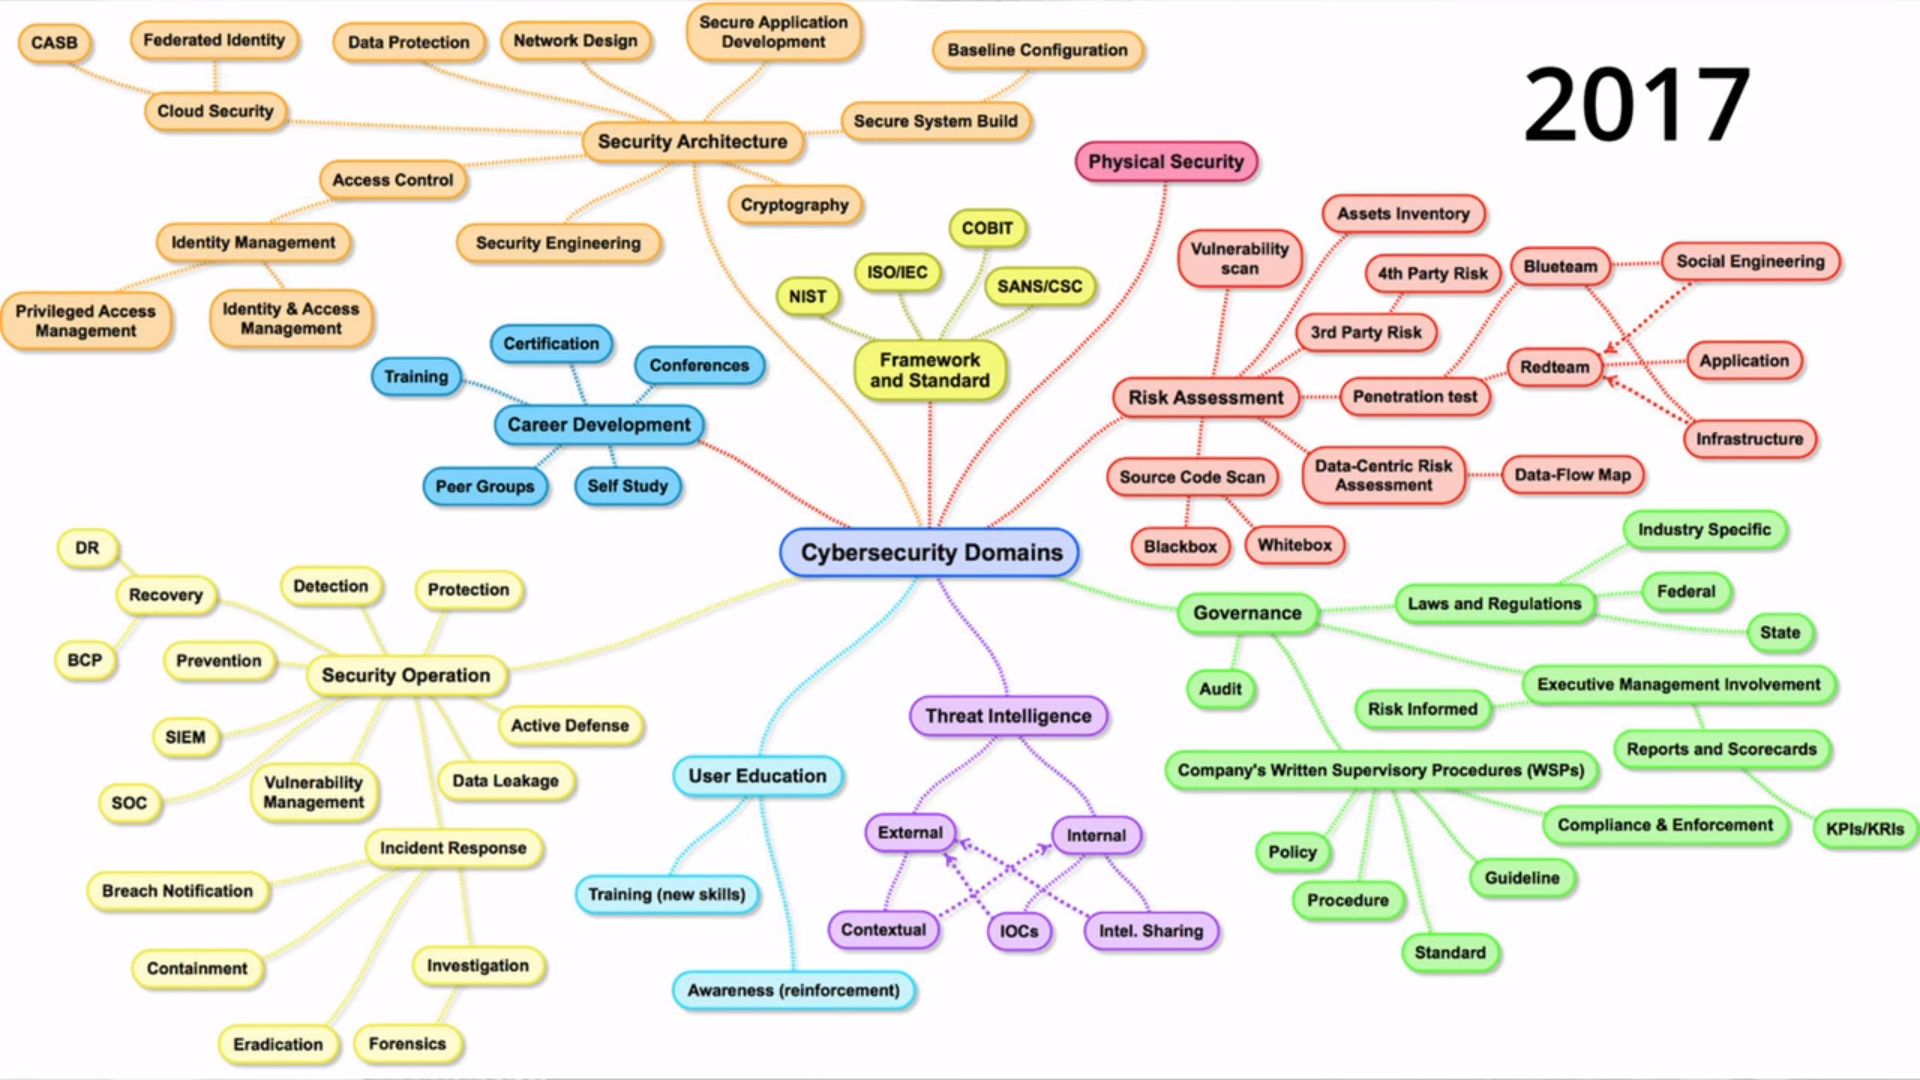 2017
CASB
Federated Identity
Data Protection
Network Design
Secure Application
Development
Baseline Configuration
Cloud Security
Security Architecture
Secure System Build
Access Control
Cryptography
Identity Management
Security Engineering
Privileged Access
Management
Identity & Access
Management
Physical Security
COBIT
ISO/IEC
NIST
SANS/CSC
Framework
and Standard
Certification
Training
Conferences
Career Development
Peer Groups
Self Study
Assets Inventory
Vulnerability
scan
4th Party Risk
Blueteam
Social Engineering
3rd Party Risk
Redteam
Application
Risk Assessment
Penetration test
Infrastructure
Source Code Scan
Data-Centric Risk
Assessment
Data-Flow Map
Blackbox
Whitebox
Cybersecurity Domains
DR
Recovery
Detection
Protection
BCP
Prevention
Security Operation
SIEM
Active Defense
SOC
Vulnerability
Management
Data Leakage
Incident Response
Breach Notification
Containment
Investigation
Eradication
Forensics
User Education
Training (new skills)
Awareness (reinforcement)
Threat Intelligence
External
Internal
Contextual
IOCs
Intel. Sharing
Industry Specific
Governance
Laws and Regulations
Federal
State
Audit
Executive Management Involvement
Risk Informed
Reports and Scorecards
Company's Written Supervisory Procedures (WSPs)
Compliance & Enforcement
KPIs/KRIs
Policy
Guideline
Procedure
Standard